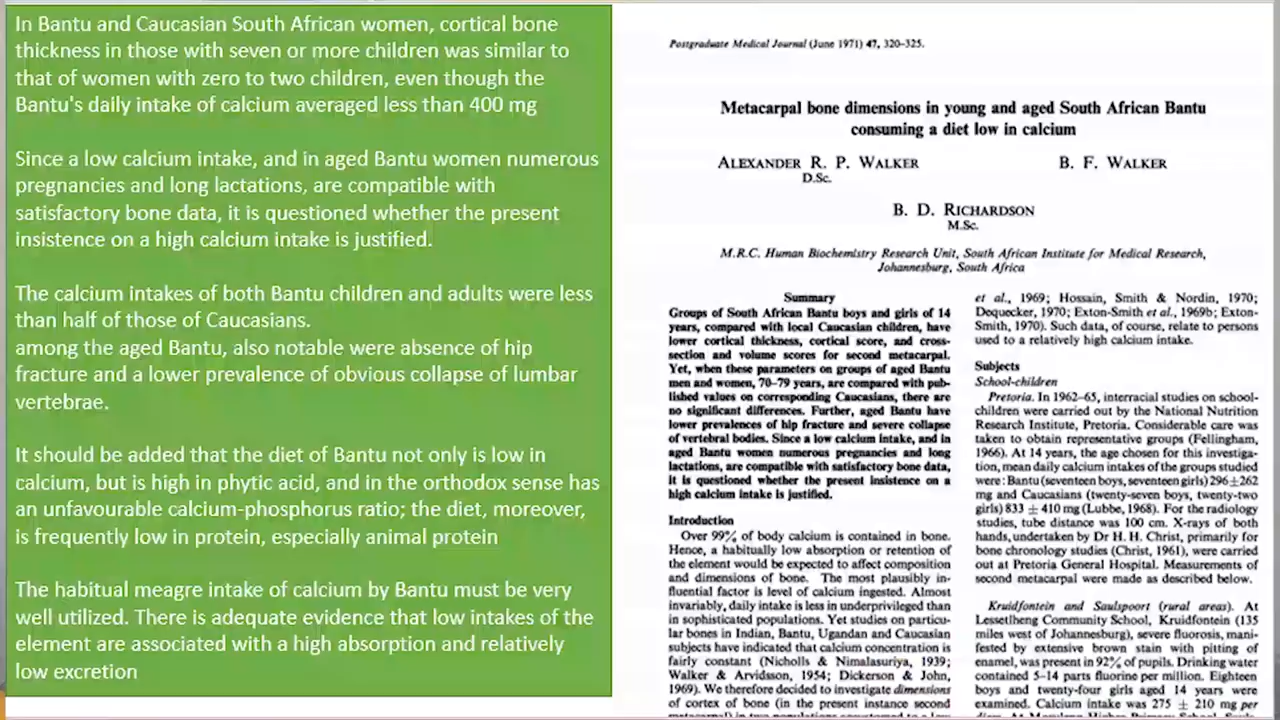 In Bantu and Caucasian South African women, cortical bone
thickness in those with seven or more children was similar to
that of women with zero to two children, even though the
Bantu's daily intake of calcium averaged less than 400 mg
Since a low calcium intake, and in aged Bantu women numerous
pregnancies and long lactations, are compatible with
satisfactory bone data, it is questioned whether the present
insistence on a high calcium intake is justified.
The calcium intakes of both Bantu children and adults were less
than half of those of Caucasians.
among the aged Bantu, also notable were absence of hip
fracture and a lower prevalence of obvious collapse of lumbar
vertebrae.
It should be added that the diet of Bantu not only is low in
calcium, but is high in phytic acid, and in the orthodox sense has
an unfavourable calcium-phosphorus ratio; the diet, moreover,
is frequently low in protein, especially animal protein
The habitual meagre intake of calcium by Bantu must be very
well utilized. There is adequate evidence that low intakes of the
element are associated with a high absorption and relatively
low excretion
Postgraduate Medical Journal (June 1971) 47, 320-325.
Metacarpal bone dimensions in young and aged South African Bantu
consuming a diet low in calcium
ALEXANDER R. P. WALKER
D.Sc.
B. F. WALKER
B. D. RICHARDSON
M.Sc.
M.R.C. Human Biochemistry Research Unit, South African Institute for Medical Research,
Johannesburg, South Africa
Summary
Groups of South African Bantu boys and girls of 14
years, compared with local Caucasian children, have
lower cortical thickness, cortical score, and cross-
section and volume scores for second metacarpal.
Yet, when these parameters on groups of aged Bantu
men and women, 70–79 years, are compared with pub-
lished values on corresponding Caucasians, there are
no significant differences. Further, aged Bantu have
lower prevalences of hip fracture and severe collapse
of vertebral bodies. Since a low calcium intake, and in
aged Bantu women numerous pregnancies and long
lactations, are compatible with satisfactory bone data,
it is questioned whether the present insistence on a
high calcium intake is justified.
Introduction
Over 99% of body calcium is contained in bone.
Hence, a habitually low absorption or retention of
the element would be expected to affect composition
and dimensions of bone. The most plausibly in-
fluential factor is level of calcium ingested. Almost
invariably, daily intake is less in underprivileged than
in sophisticated populations. Yet studies on particu-
lar bones in Indian, Bantu, Ugandan and Caucasian
subjects have indicated that calcium concentration is
fairly constant (Nicholls & Nimalasuriya, 1939;
Walker & Arvidsson, 1954; Dickerson & John,
1969). We therefore decided to investigate dimensions
of cortex of bone (in the present instance second
et al., 1969; Hossain, Smith & Nordin, 1970;
Dequecker, 1970; Exton-Smith et al., 1969b; Exton-
Smith, 1970). Such data, of course, relate to persons
used to a relatively high calcium intake.
Subjects
School-children
Pretoria. In 1962–65, interracial studies on school-
children were carried out by the National Nutrition
Research Institute, Pretoria. Considerable care was
taken to obtain representative groups (Fellingham,
1966). At 14 years, the age chosen for this investiga-
tion, mean daily calcium intakes of the groups studied
were: Bantu (seventeen boys, seventeen girls) 296±262
mg and Caucasians (twenty-seven boys, twenty-two
girls) 833 ± 410 mg (Lubbe, 1968). For the radiology
studies, tube distance was 100 cm. X-rays of both
hands, undertaken by Dr H. H. Christ, primarily for
bone chronology studies (Christ, 1961), were carried
out at Pretoria General Hospital. Measurements of
second metacarpal were made as described below.
Kruidfontein and Saulspoort (rural areas). At
Lessetlheng Community School, Kruidfontein (135
miles west of Johannesburg), severe fluorosis, mani-
fested by extensive brown stain with pitting of
enamel, was present in 92% of pupils. Drinking water
contained 5–14 parts fluorine per million. Eighteen
boys and twenty-four girls aged 14 years were
examined. Calcium intake was 275 ± 210 mg per